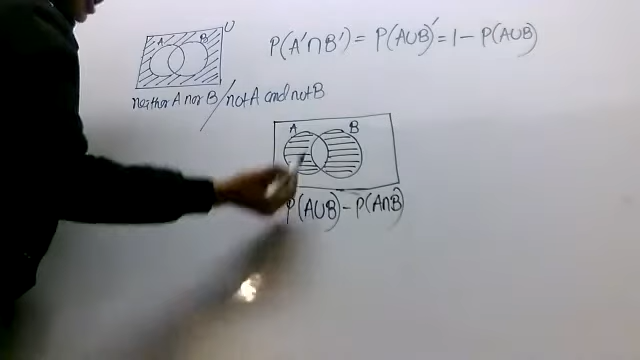 U
A B
P(A'∩B') = P(A∪B)' = 1 - P(A∪B)
neither A nor B / not A and not B
A B
P(A∪B) - P(A∩B)